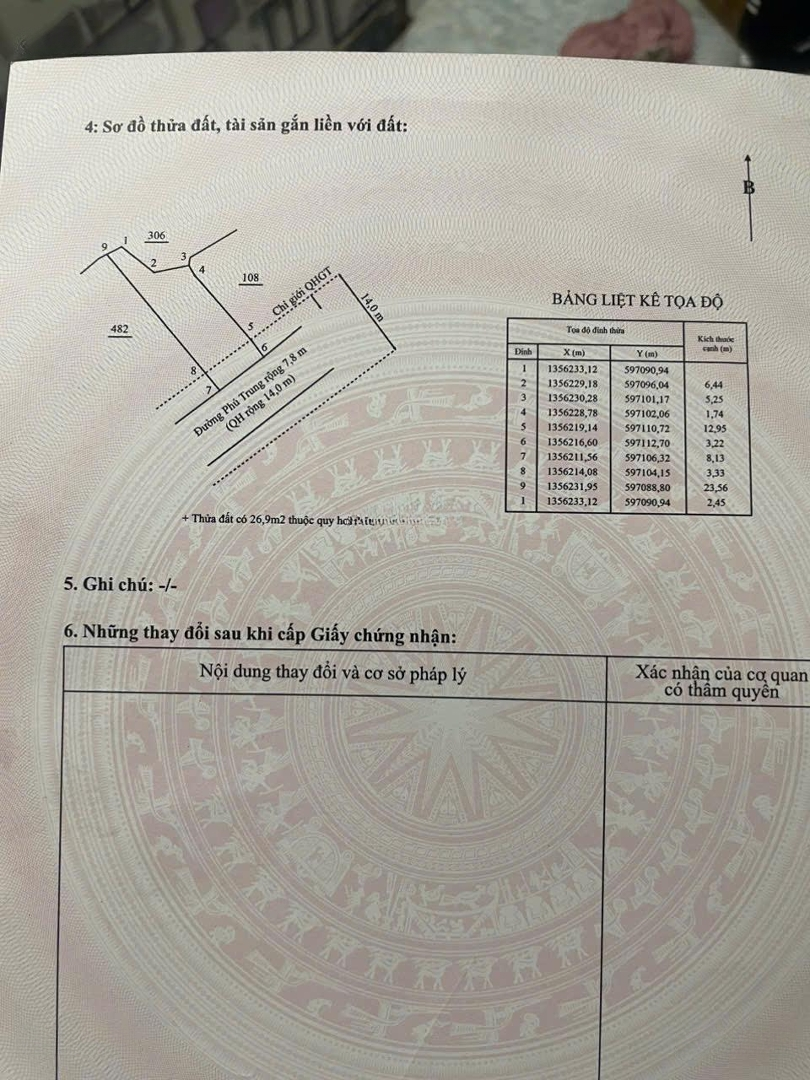 4: Sơ đồ thửa đất, tài sản gắn liền với đất:
B
306
9
1
2
3
4
108
Chỉ giới QHGT
14,0 m
482
5
6
8
7
Đường Phú Trung rộng 7,8 m
(QH rộng 14,0 m)
BẢNG LIỆT KÊ TỌA ĐỘ
Tọa độ đỉnh thửa Kích thước cạnh (m)
Đỉnh X (m) Y (m)
1 1356233,12 597090,94
2 1356229,18 597096,04 6,44
3 1356230,28 597101,17 5,25
4 1356228,78 597102,06 1,74
5 1356219,14 597110,72 12,95
6 1356216,60 597112,70 3,22
7 1356211,56 597106,32 8,13
8 1356214,08 597104,15 3,33
9 1356231,95 597088,80 23,56
1 1356233,12 597090,94 2,45
+ Thửa đất có 26,9m2 thuộc quy
5. Ghi chú: -/-
6. Những thay đổi sau khi cấp Giấy chứng nhận:
Nội dung thay đổi và cơ sở pháp lý
Xác nhận của cơ quan
có thẩm quyền